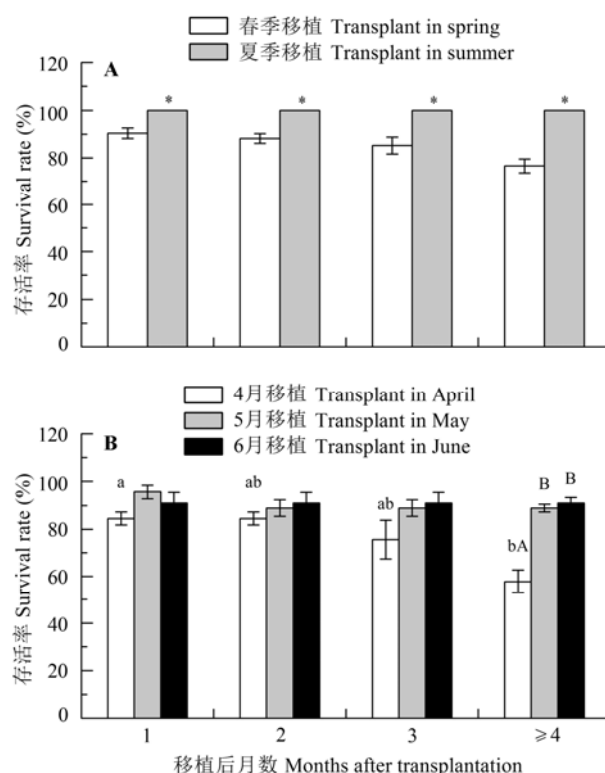 春季移植 Transplant in spring
夏季移植 Transplant in summer
A
存活率 Survival rate (%)
120
100
80
60
40
20
0
* * * *
4月移植 Transplant in April
5月移植 Transplant in May
6月移植 Transplant in June
B
存活率 Survival rate (%)
120
100
80
60
40
20
0
a ab ab bA B B
1 2 3 ≥4
移植后月数 Months after transplantation